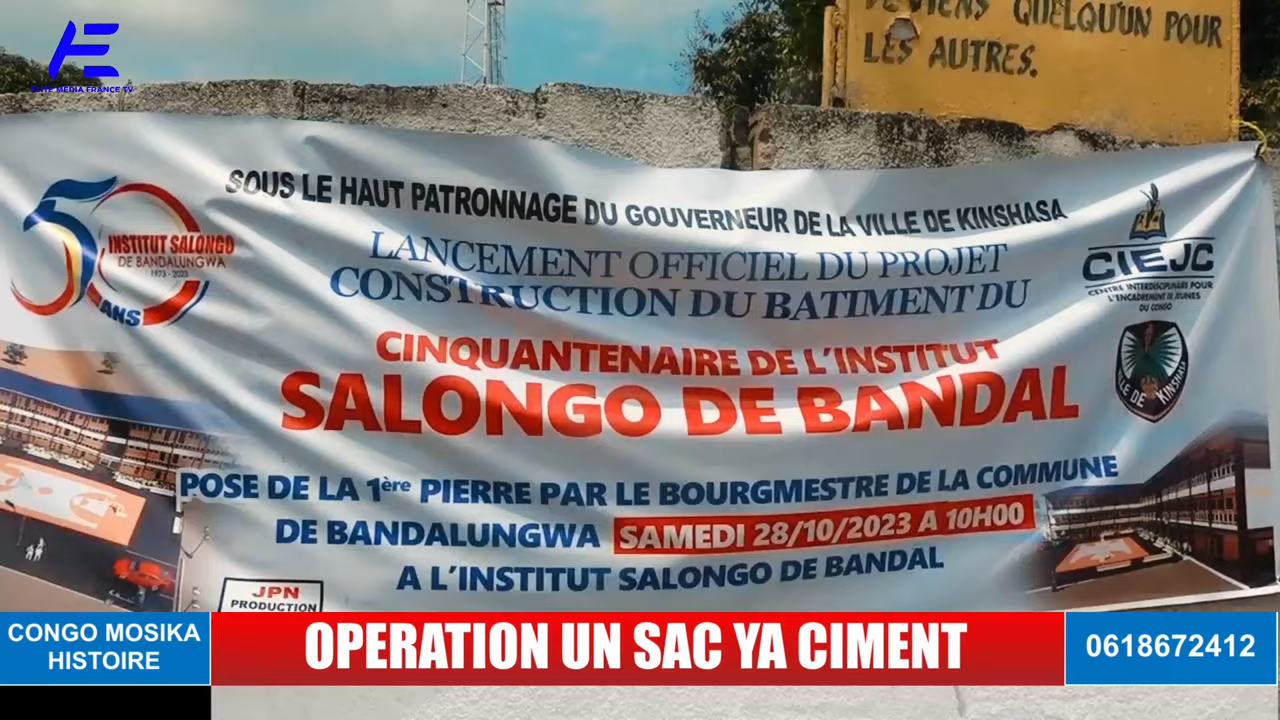 ELITE MEDIA FRANCE TV
DEVIENS QUELQU'UN POUR
LES AUTRES.
SOUS LE HAUT PATRONNAGE DU GOUVERNEUR DE LA VILLE DE KINSHASA
LANCEMENT OFFICIEL DU PROJET
CONSTRUCTION DU BATIMENT DU
CINQUANTENAIRE DE L'INSTITUT
SALONGO DE BANDAL
POSE DE LA 1ère PIERRE PAR LE BOURGMESTRE DE LA COMMUNE
DE BANDALUNGWA SAMEDI 28/10/2023 A 10H00
A L'INSTITUT SALONGO DE BANDAL
50
INSTITUT SALONGO
DE BANDALUNGWA
1973 - 2023
ANS
CIEJC
CENTRE INTERDISCIPLINAIRE POUR
L'ENCADREMENT JEUNES
DU CONGO
VILLE DE KINSHASA
JPN
PRODUCTION
CONGO MOSIKA
HISTOIRE
OPERATION UN SAC YA CIMENT
0618672412